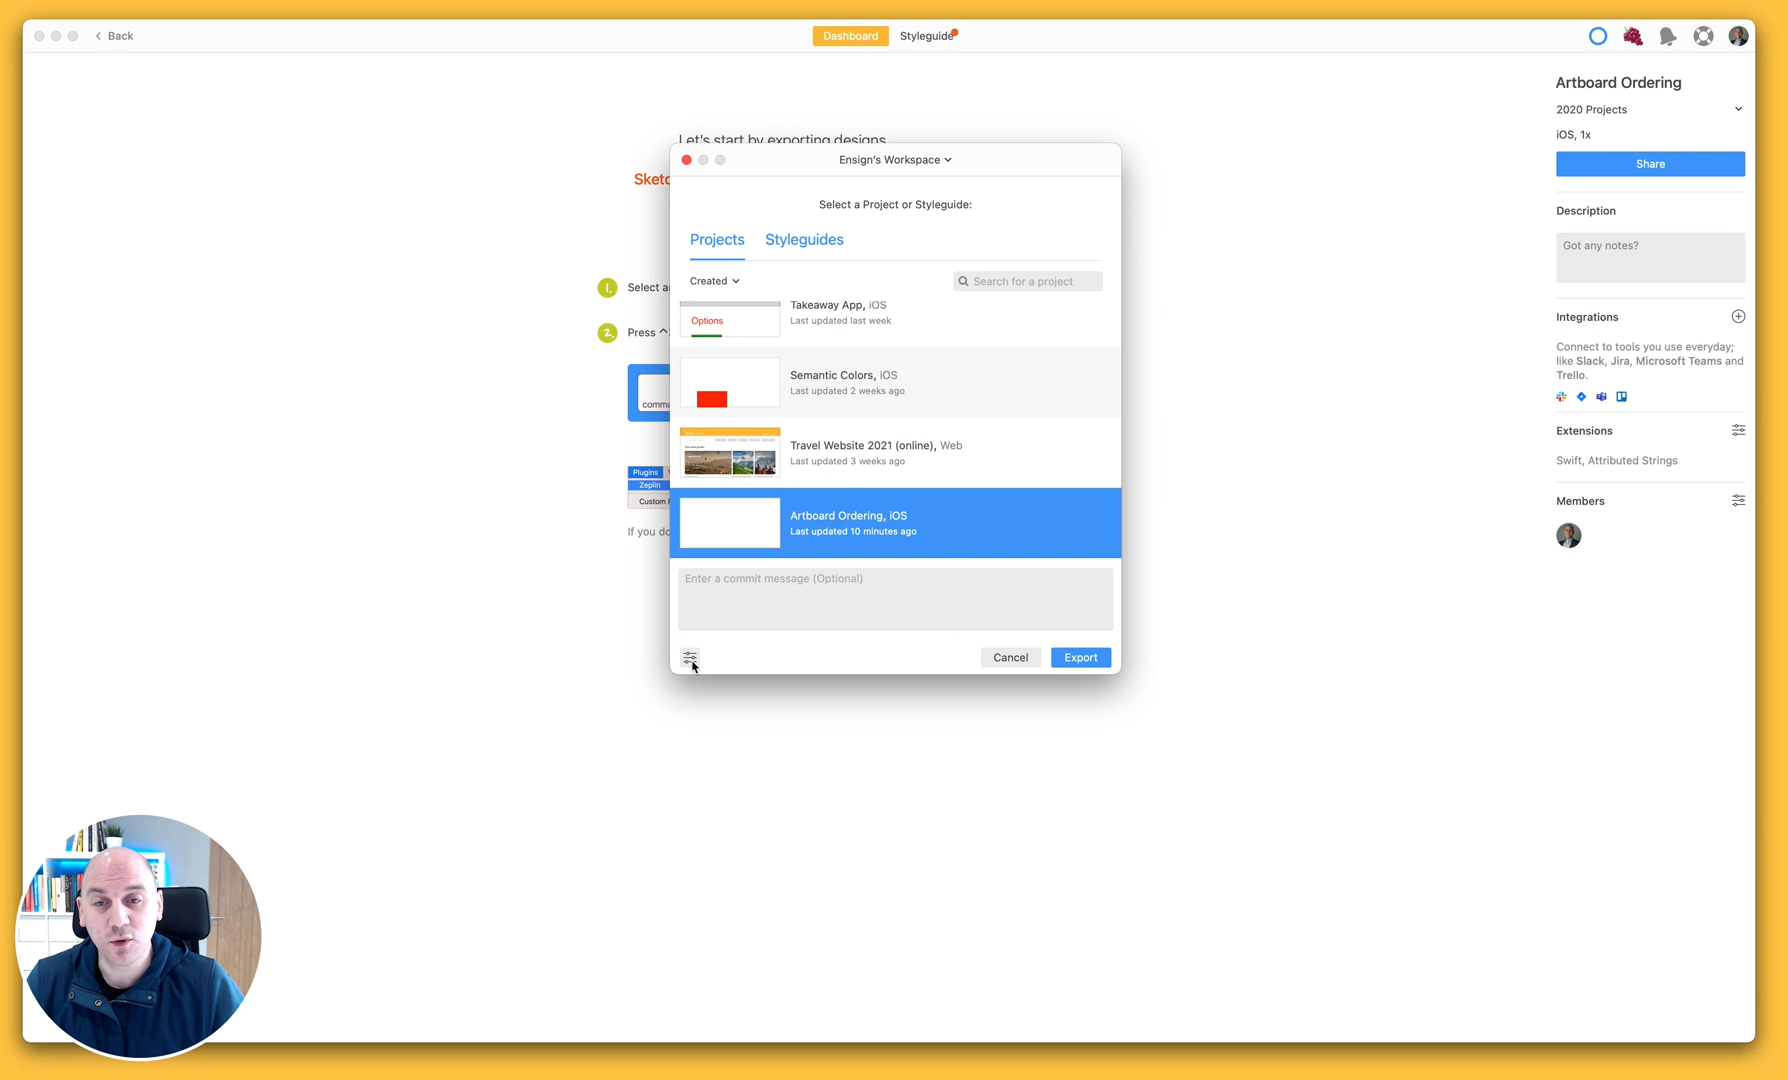 Back
Dashboard
Styleguide
Artboard Ordering
2020 Projects
iOS, 1x
Share
Description
Got any notes?
Integrations
Connect to tools you use everyday;
like Slack, Jira, Microsoft Teams and
Trello.
Extensions
Swift, Attributed Strings
Members
Let's start by exporting designs
Sketc
1.
Select a
2.
Press ^
comma
Plugins
Zeplin
Custom
If you do
Ensign's Workspace
Select a Project or Styleguide:
Projects
Styleguides
Created
Search for a project
Options
Takeaway App, iOS
Last updated last week
Semantic Colors, iOS
Last updated 2 weeks ago
Travel Website 2021 (online), Web
Last updated 3 weeks ago
Artboard Ordering, iOS
Last updated 10 minutes ago
Enter a commit message (Optional)
Cancel
Export